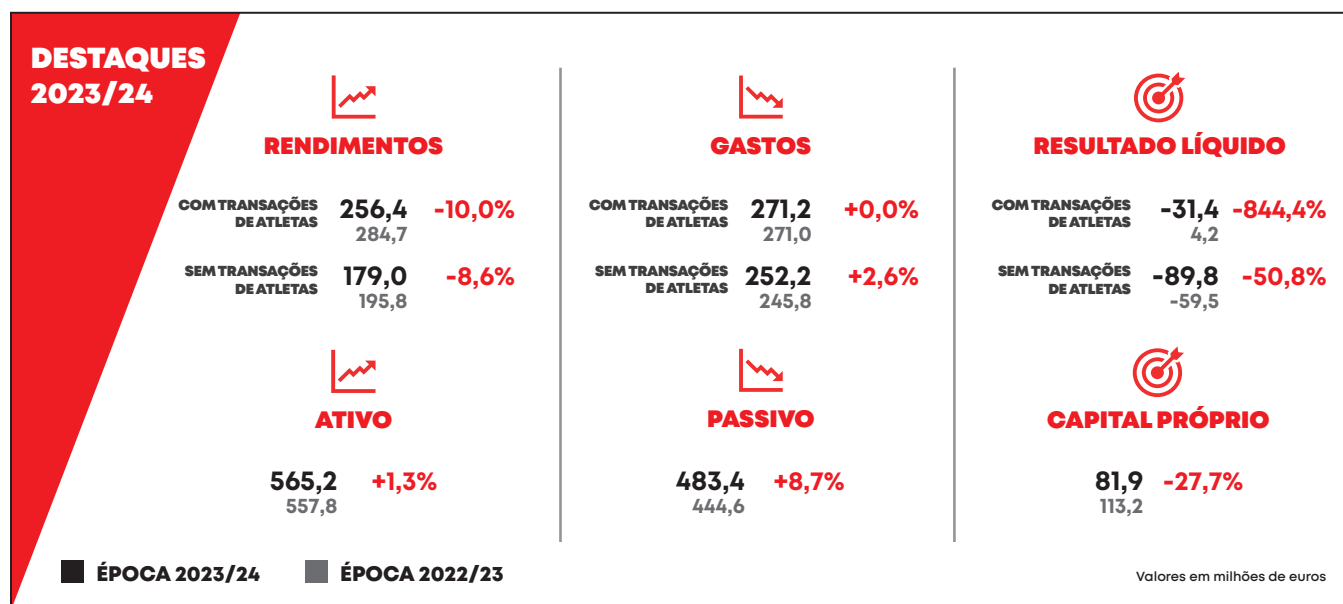 DESTAQUES
2023/24
RENDIMENTOS
COM TRANSAÇÕES
DE ATLETAS
256,4 -10,0%
284,7
SEM TRANSAÇÕES
DE ATLETAS
179,0 -8,6%
195,8
GASTOS
COM TRANSAÇÕES
DE ATLETAS
271,2 +0,0%
271,0
SEM TRANSAÇÕES
DE ATLETAS
252,2 +2,6%
245,8
RESULTADO LÍQUIDO
COM TRANSAÇÕES
DE ATLETAS
-31,4 -844,4%
4,2
SEM TRANSAÇÕES
DE ATLETAS
-89,8 -50,8%
-59,5
ATIVO
565,2 +1,3%
557,8
PASSIVO
483,4 +8,7%
444,6
CAPITAL PRÓPRIO
81,9 -27,7%
113,2
ÉPOCA 2023/24
ÉPOCA 2022/23
Valores em milhões de euros